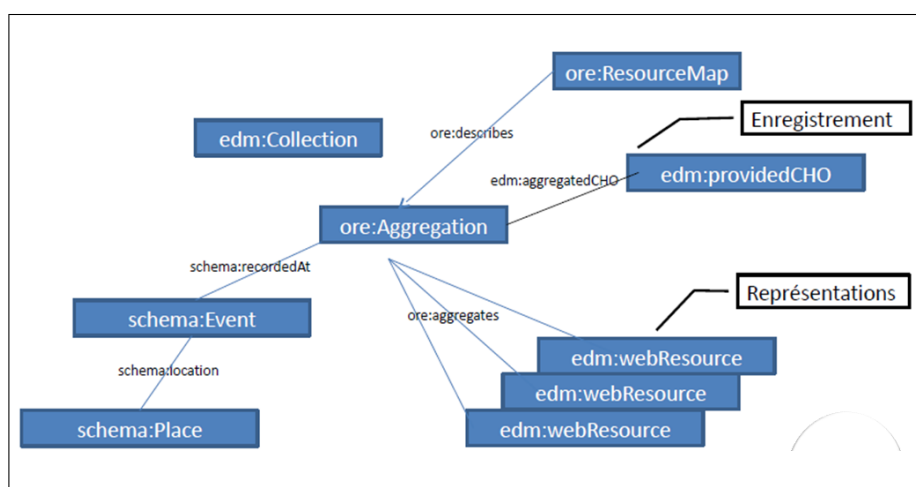 ore:ResourceMap
Enregistrement
edm:Collection
ore:describes
edm:aggregatedCHO
edm:providedCHO
ore:Aggregation
schema:recordedAt
Représentations
schema:Event
ore:aggregates
edm:webResource
schema:location
edm:webResource
schema:Place
edm:webResource